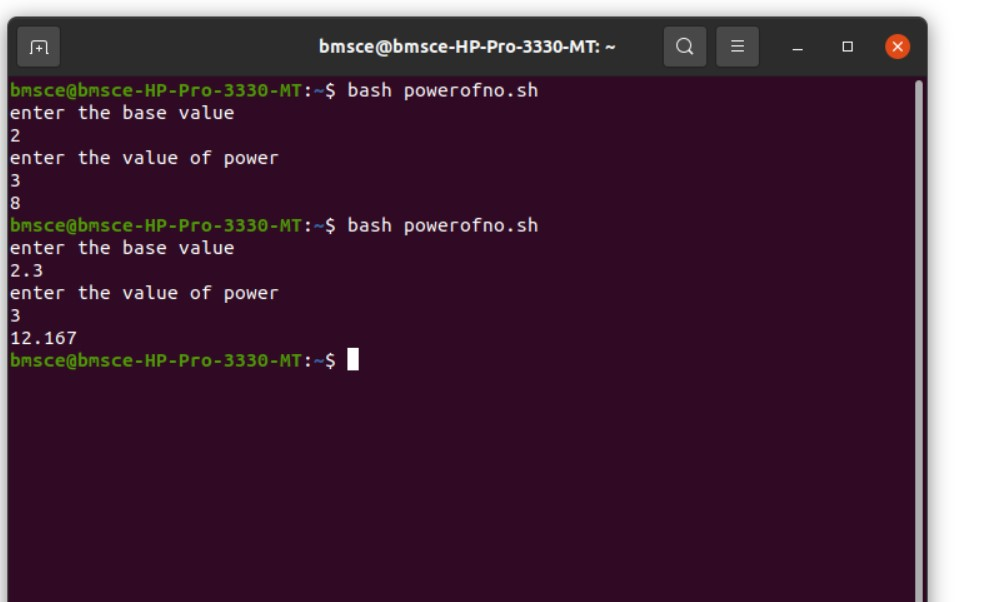 bmsce@bmsce-HP-Pro-3330-MT: ~
bmsce@bmsce-HP-Pro-3330-MT:~$ bash powerofno.sh
enter the base value
2
enter the value of power
3
8
bmsce@bmsce-HP-Pro-3330-MT:~$ bash powerofno.sh
enter the base value
2.3
enter the value of power
3
12.167
bmsce@bmsce-HP-Pro-3330-MT:~$